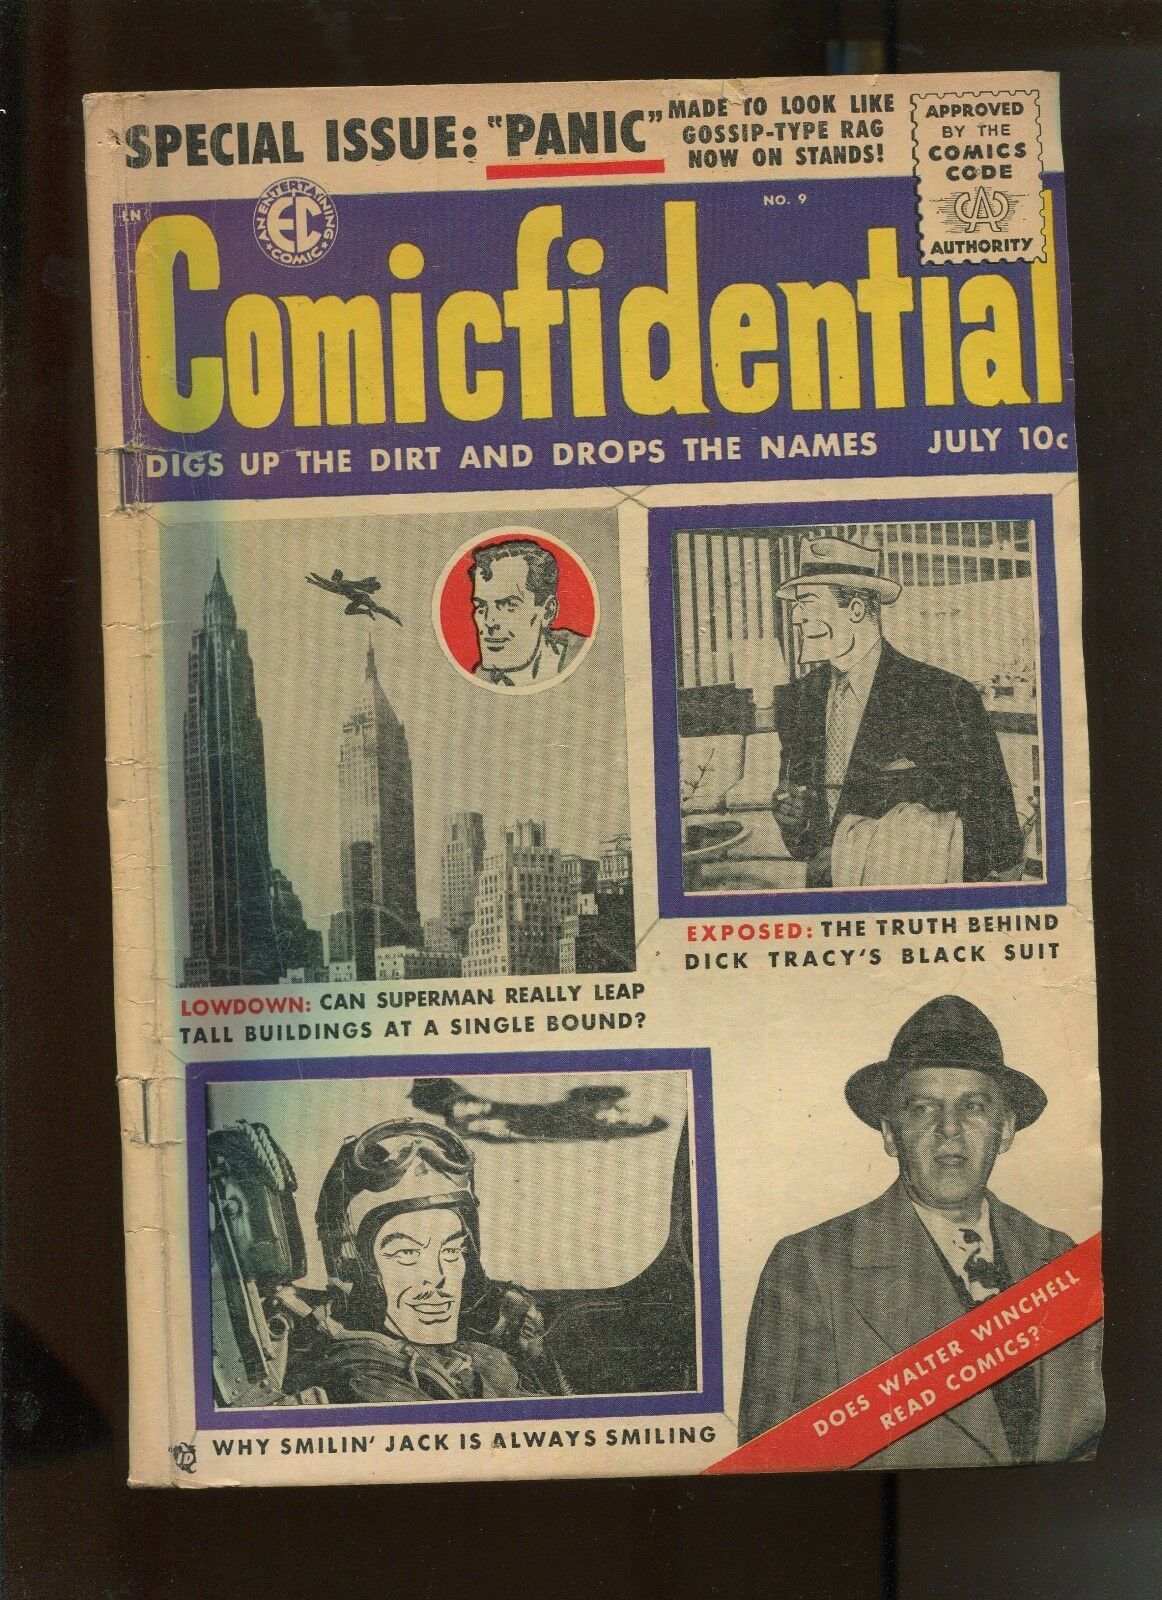 SPECIAL ISSUE: "PANIC"
MADE TO LOOK LIKE
GOSSIP-TYPE RAG
NOW ON STANDS!
APPROVED
BY THE
COMICS
CODE
CA
AUTHORITY
IN
AN ENTERTAINING
EC
COMIC
NO. 9
Comicfidential
DIGS UP THE DIRT AND DROPS THE NAMES
JULY 10c
LOWDOWN: CAN SUPERMAN REALLY LEAP
TALL BUILDINGS AT A SINGLE BOUND?
EXPOSED: THE TRUTH BEHIND
DICK TRACY'S BLACK SUIT
WHY SMILIN' JACK IS ALWAYS SMILING
DOES WALTER WINCHELL
READ COMICS?